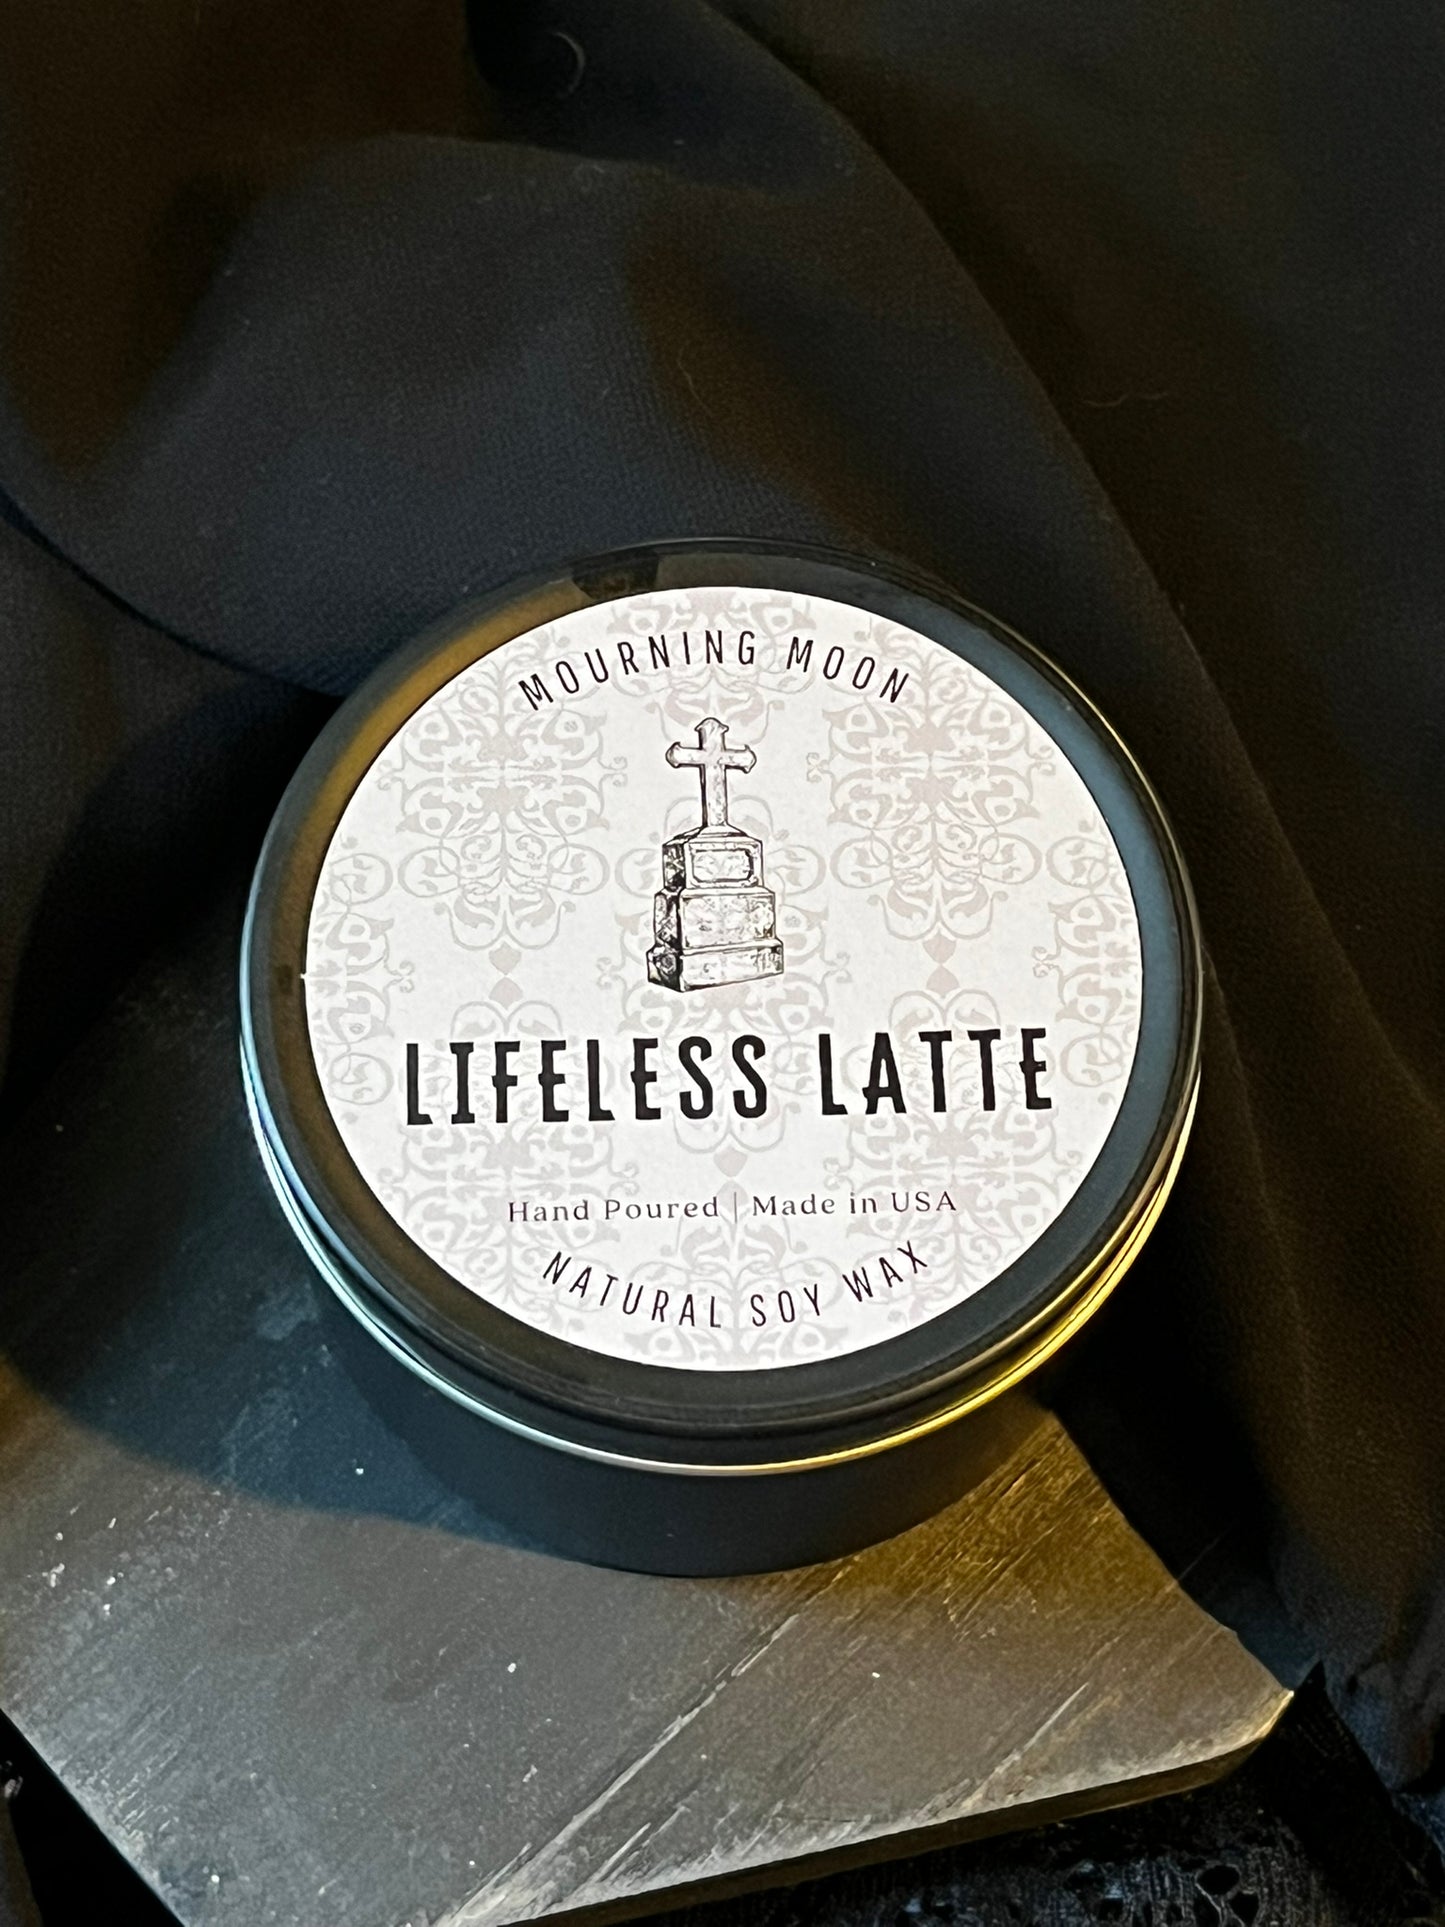 MOURNING MOON
LIFELESS LATTE
Hand Poured | Made in USA
NATURAL SOY WAX